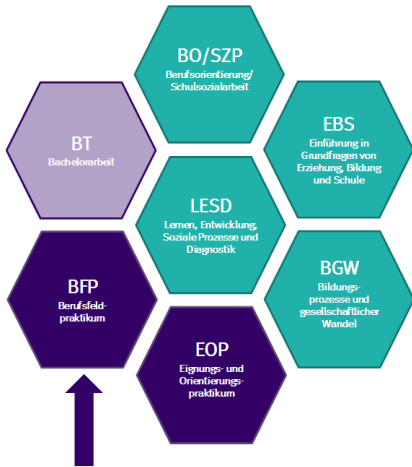 BO/SZP
Berufsorientierung/
Schulsozialarbeit
BT
Bachelorarbeit
EBS
Einführung in
Grundfragen von
Erziehung, Bildung
und Schule
LESD
Lernen, Entwicklung,
Soziale Prozesse und
Diagnostik
BFP
Berufsfeld-
praktikum
BGW
Bildungs-
prozesse und
gesellschaftlicher
Wandel
EOP
Eignungs- und
Orientierungs-
praktikum